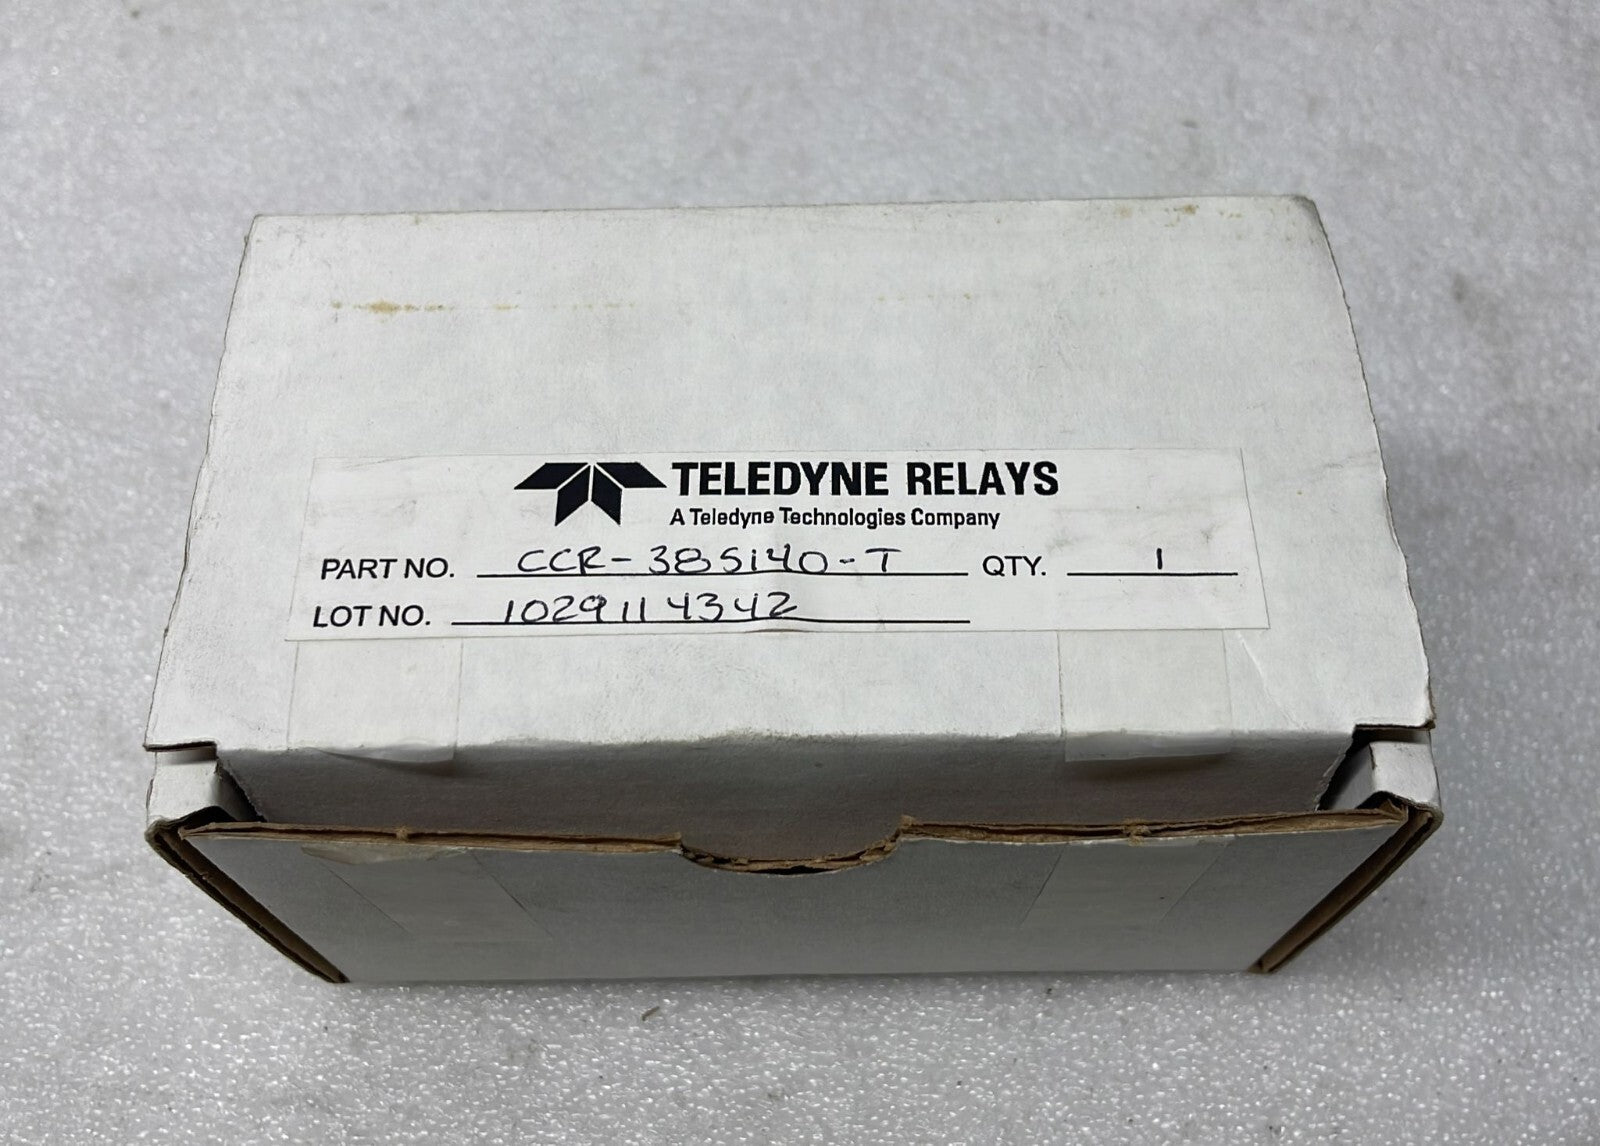 TELEDYNE RELAYS
A Teledyne Technologies Company
PART NO. CCR-38S140-T QTY. 1
LOT NO. 1029114342